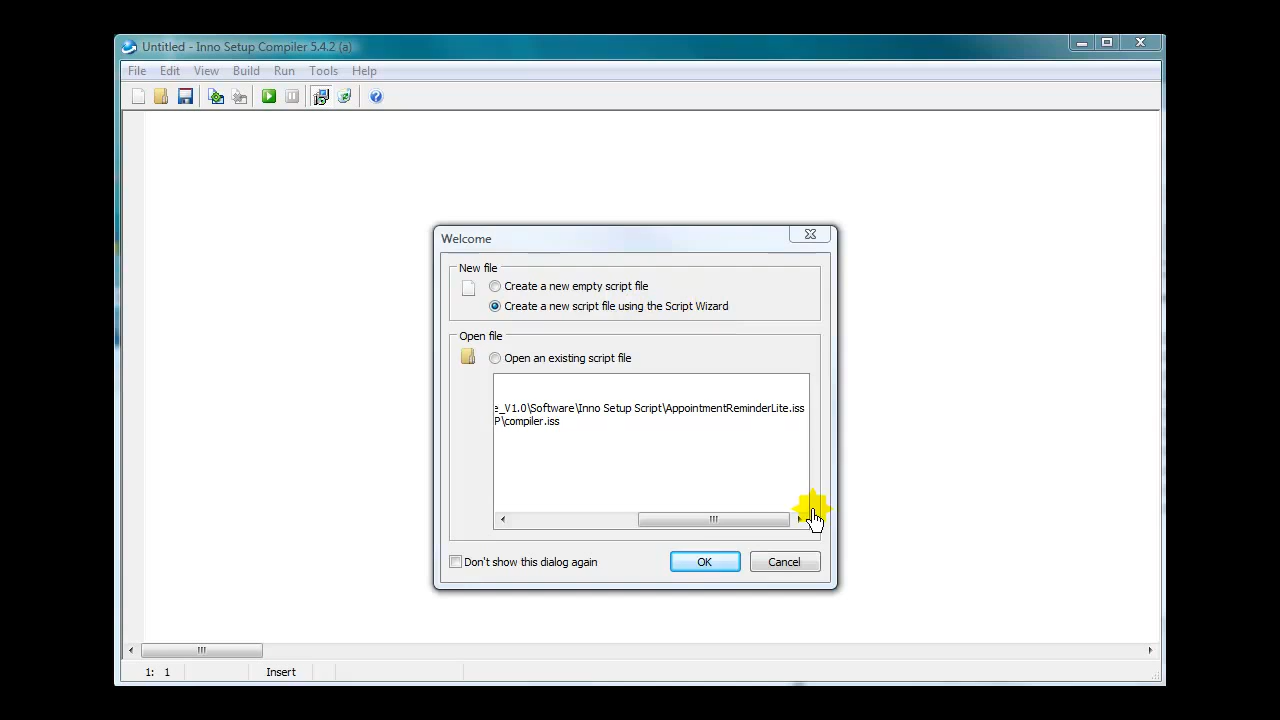 Untitled - Inno Setup Compiler 5.4.2 (a)
File Edit View Build Run Tools Help
Welcome
New file
Create a new empty script file
Create a new script file using the Script Wizard
Open file
Open an existing script file
e_V1.0\Software\Inno Setup Script\AppointmentReminderLite.iss
P\compiler.iss
Don't show this dialog again
OK
Cancel
1: 1
Insert